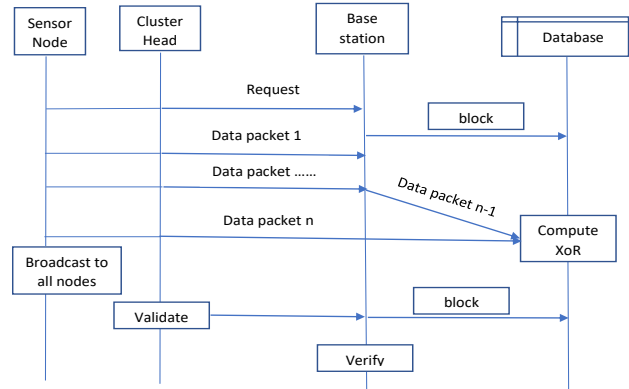 Sensor
Node
Cluster
Head
Base
station
Database
Request
block
Data packet 1
Data packet ……
Data packet n-1
Data packet n
Compute
XoR
Broadcast to
all nodes
block
Validate
Verify